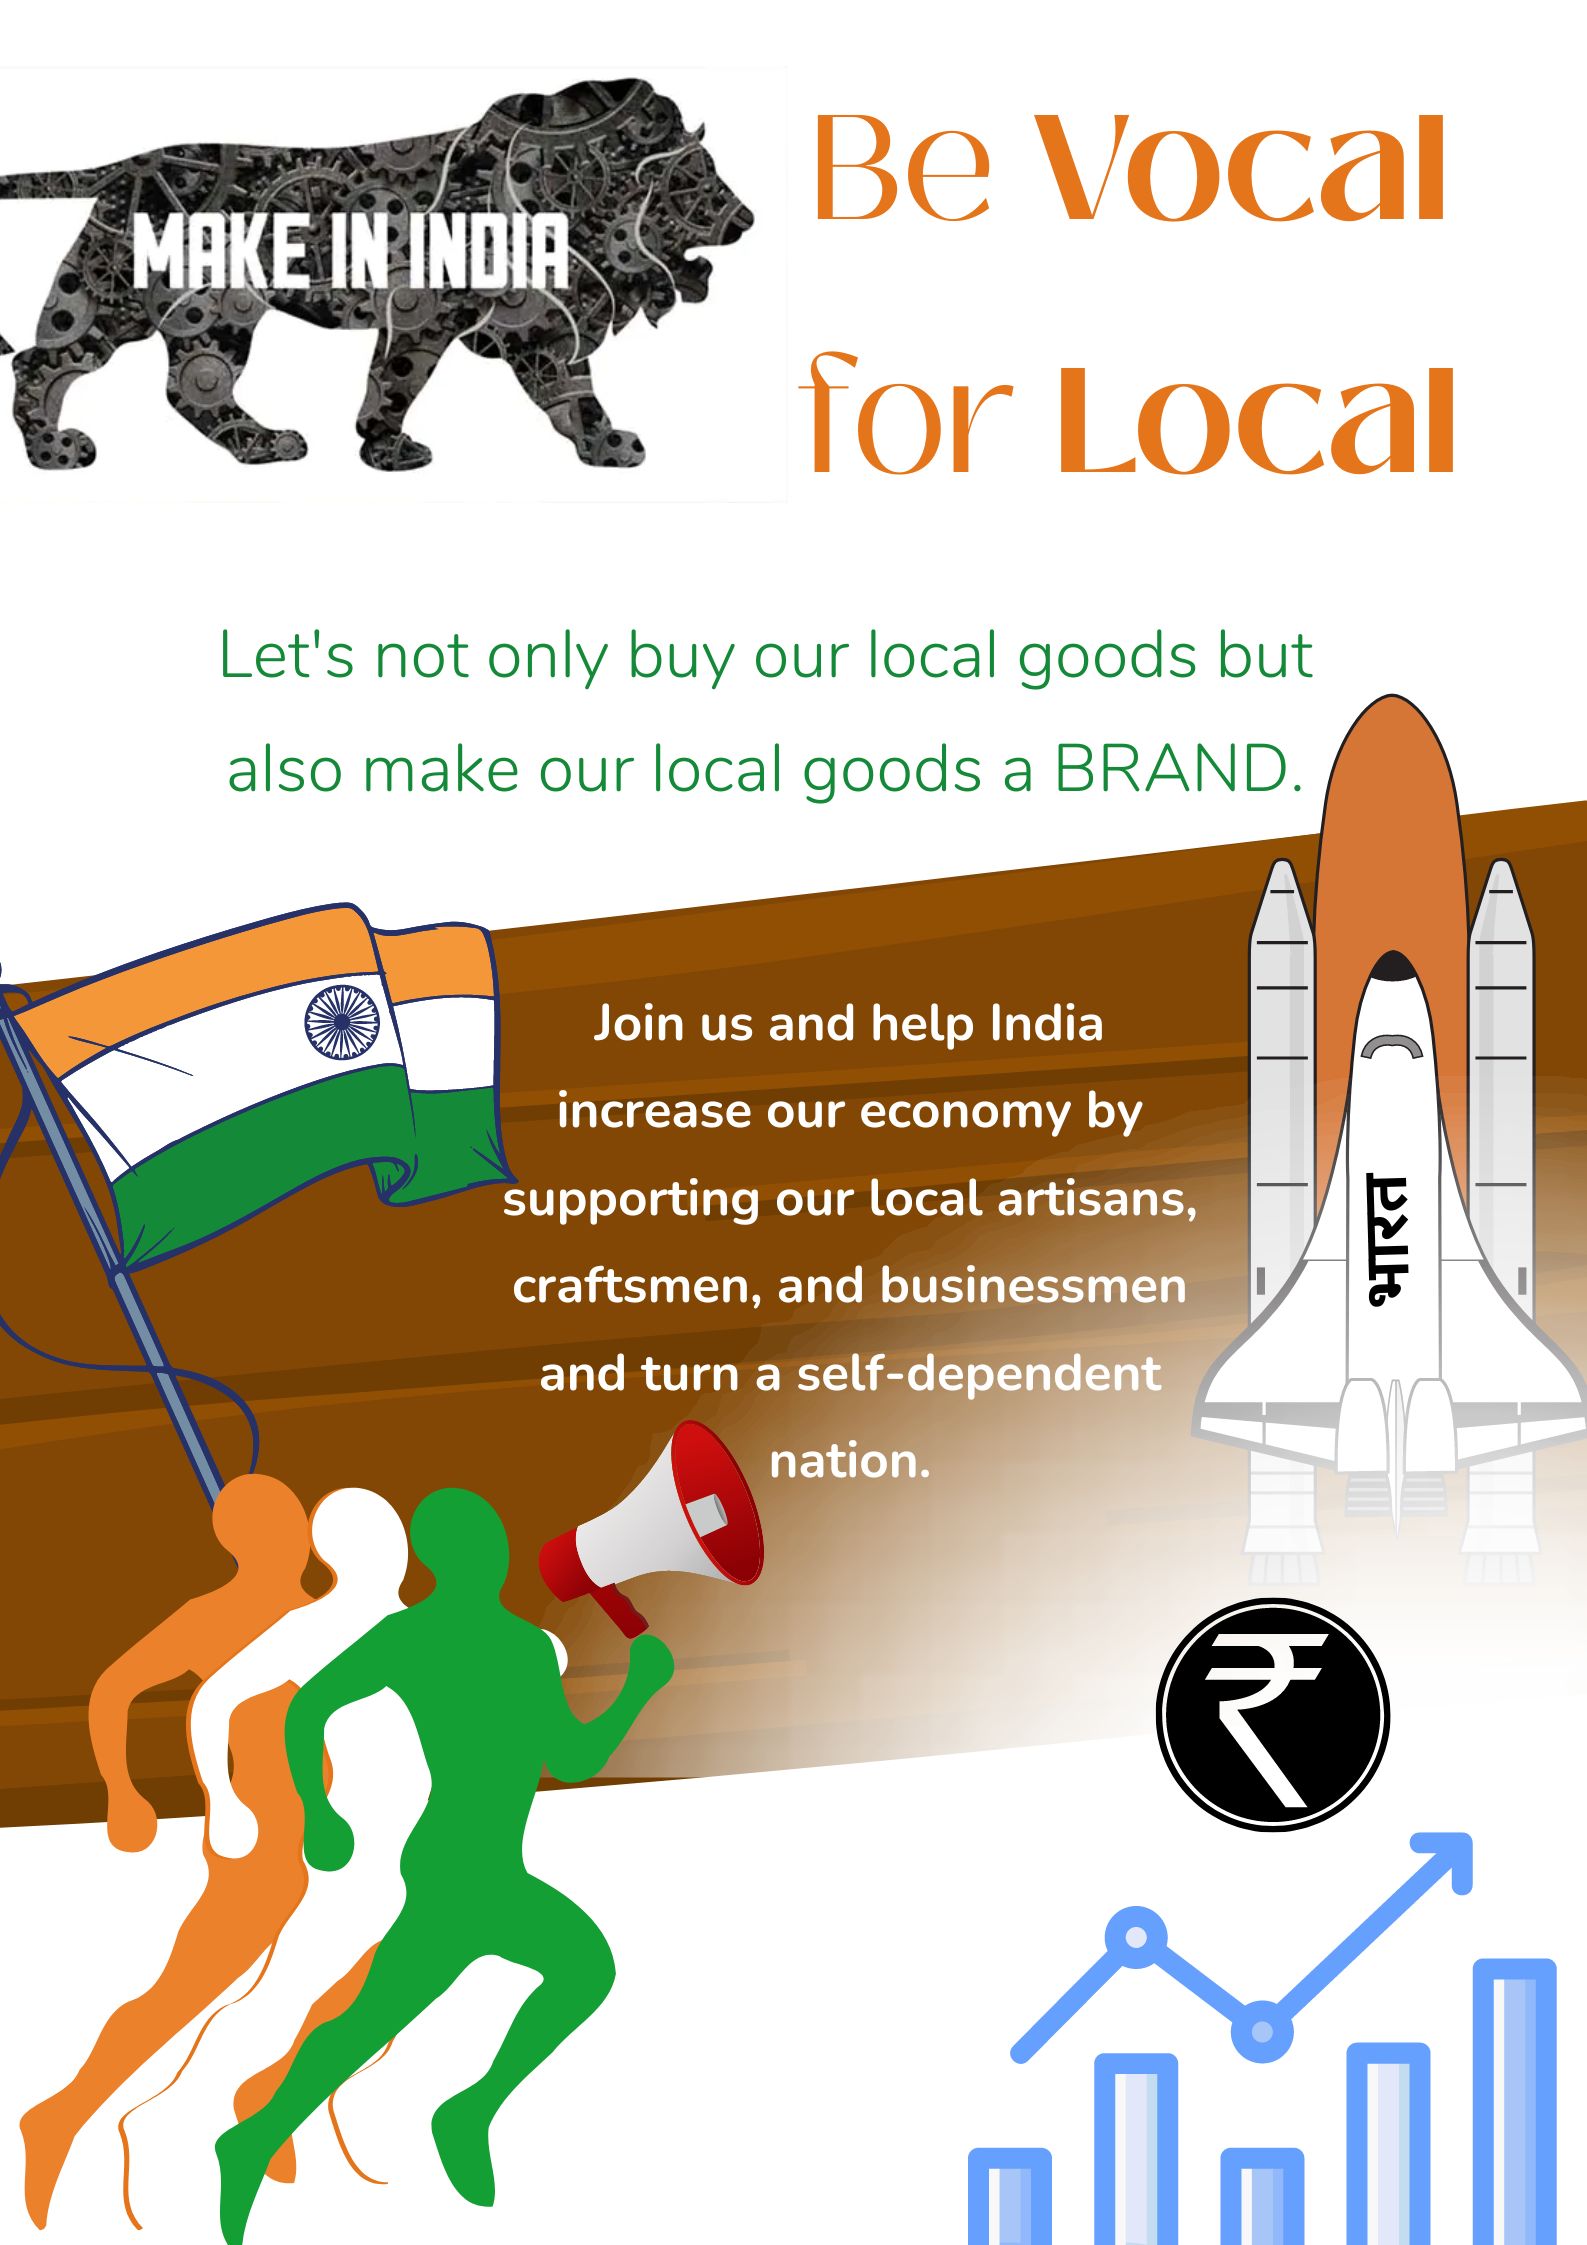 MAKE IN INDIA
Be Vocal
for Local
Let's not only buy our local goods but
also make our local goods a BRAND.
Join us and help India
increase our economy by
supporting our local artisans,
craftsmen, and businessmen
and turn a self-dependent
nation.
भारत
₹